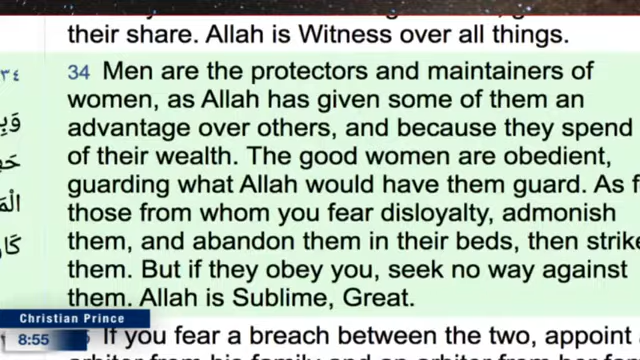 their share. Allah is Witness over all things.
34 Men are the protectors and maintainers of
women, as Allah has given some of them an
advantage over others, and because they spend
of their wealth. The good women are obedient,
guarding what Allah would have them guard. As
those from whom you fear disloyalty, admonish
them, and abandon them in their beds, then
them. But if they obey you, seek no way against
them. Allah is Sublime, Great.
If you fear a breach between the two, appoint
٣٤
Christian Prince
8:55